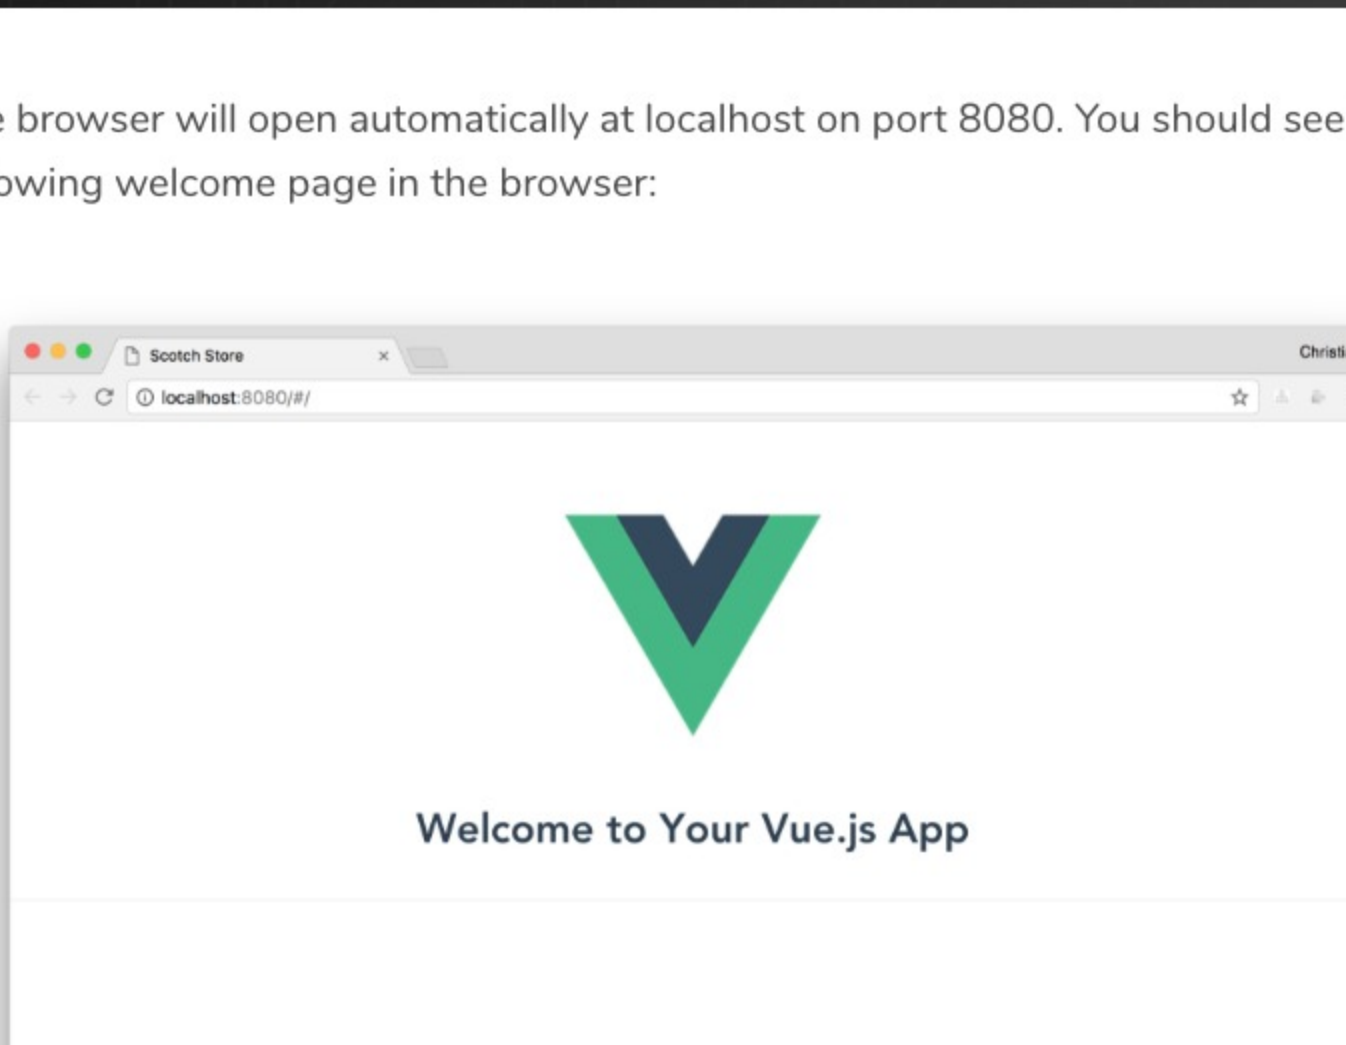 browser will open automatically at localhost on port 8080. You should see
owing welcome page in the browser:
Scotch Store
Christi
localhost:8080/#/
Welcome to Your Vue.js App